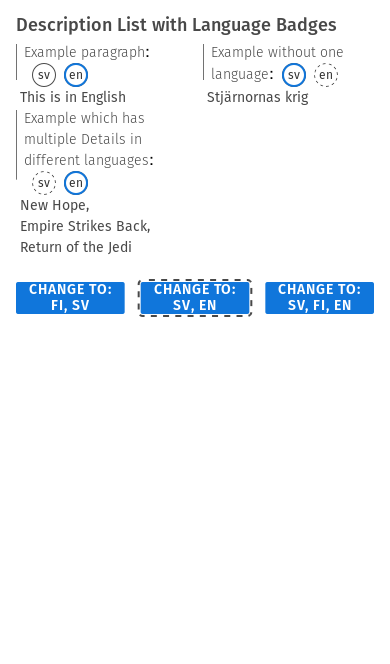 Description List with Language Badges
Example paragraph:
sv en
This is in English
Example without one
language: sv en
Stjärnornas krig
Example which has
multiple Details in
different languages:
sv en
New Hope,
Empire Strikes Back,
Return of the Jedi
CHANGE TO:
FI, SV
CHANGE TO:
SV, EN
CHANGE TO:
SV, FI, EN